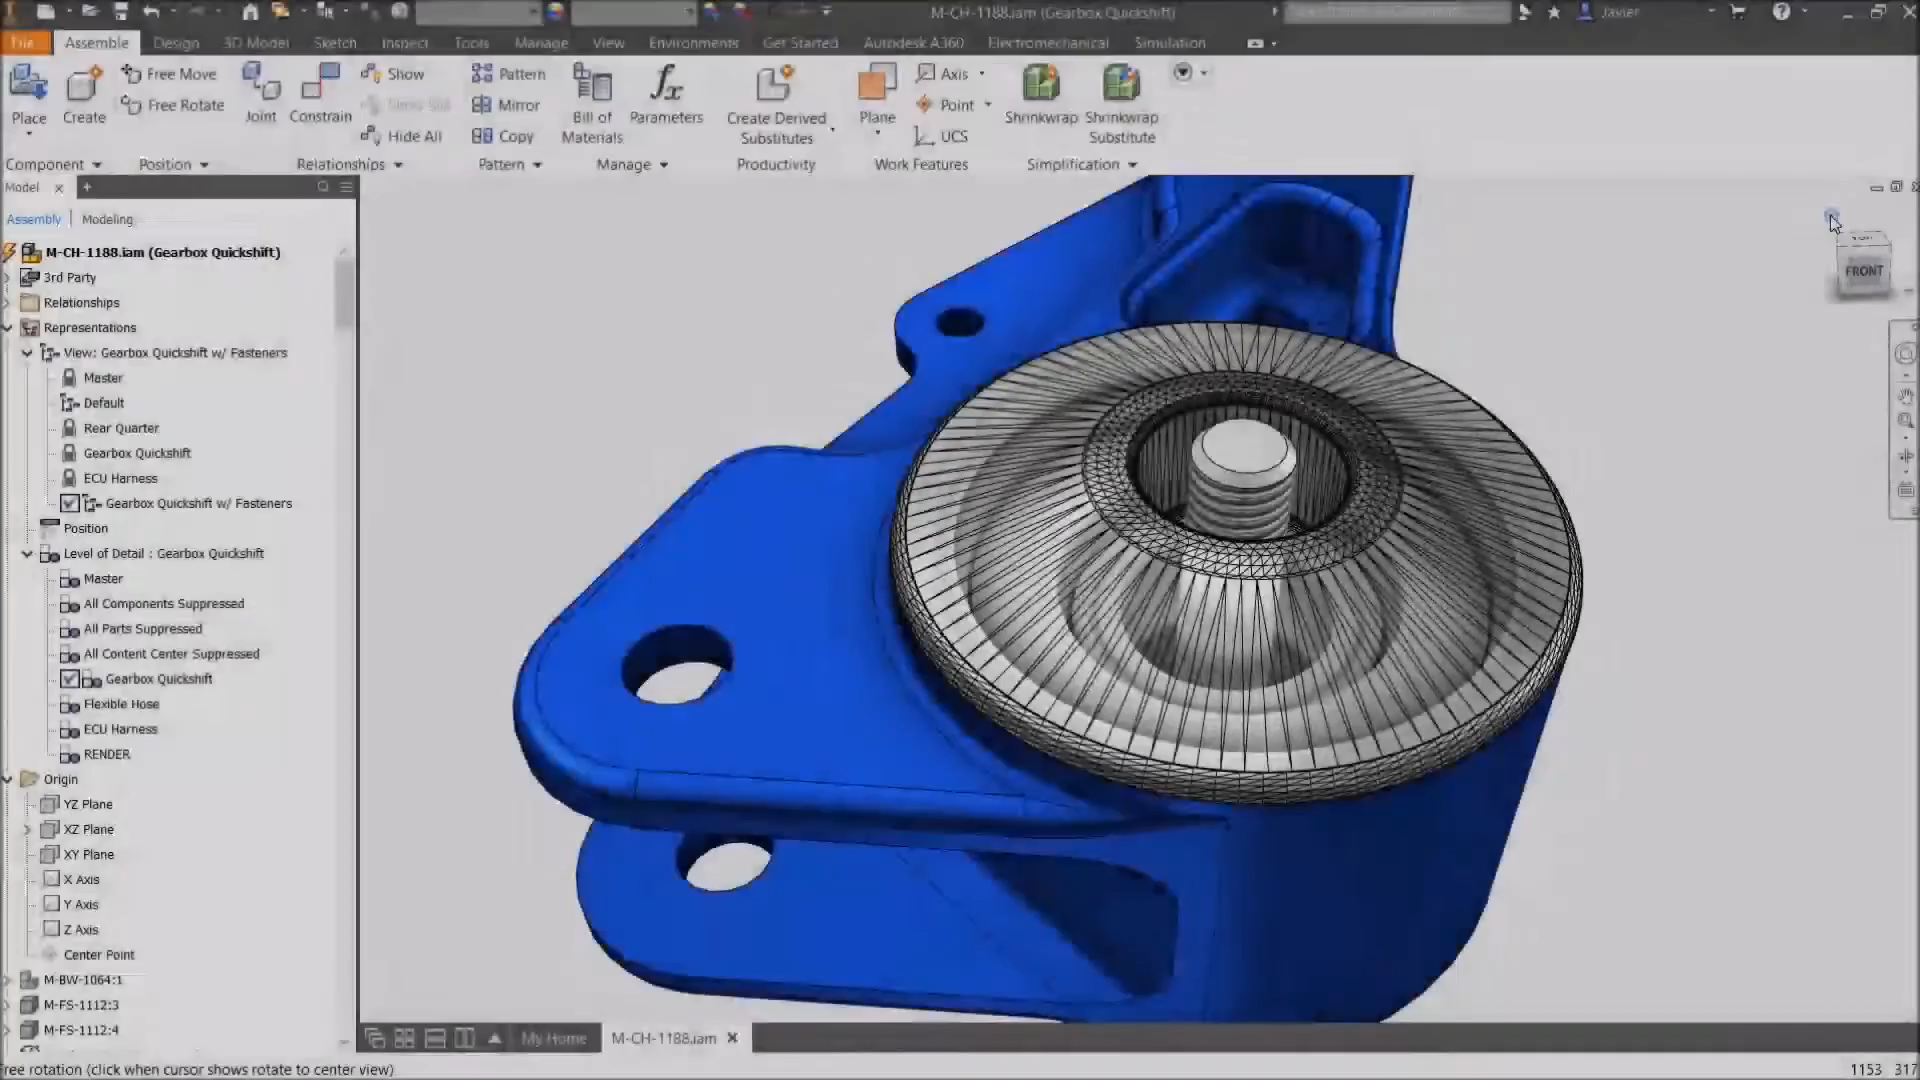 M-CH-1188.iam (Gearbox Quickshift)
Javier
File Assemble Design 3D Model Sketch Inspect Tools Manage View Environments Get Started Autodesk A360 Electromechanical Simulation
Place
Create
Free Move
Free Rotate
Joint
Constrain
Show
Hide All
Pattern
Mirror
Copy
Bill of
Materials
Parameters
Create Derived
Substitutes
Plane
Axis
Point
UCS
Shrinkwrap
Shrinkwrap
Substitute
Component Position Relationships Pattern Manage Productivity Work Features Simplification
Model
Assembly Modeling
M-CH-1188.iam (Gearbox Quickshift)
3rd Party
Relationships
Representations
View: Gearbox Quickshift w/ Fasteners
Master
Default
Rear Quarter
Gearbox Quickshift
ECU Harness
Gearbox Quickshift w/ Fasteners
Position
Level of Detail : Gearbox Quickshift
Master
All Components Suppressed
All Parts Suppressed
All Content Center Suppressed
Gearbox Quickshift
Flexible Hose
ECU Harness
RENDER
Origin
YZ Plane
XZ Plane
XY Plane
X Axis
Y Axis
Z Axis
Center Point
M-BW-1064:1
M-FS-1112:3
M-FS-1112:4
FRONT
My Home M-CH-1188.iam
ree rotation (click when cursor shows rotate to center view)
1153 317